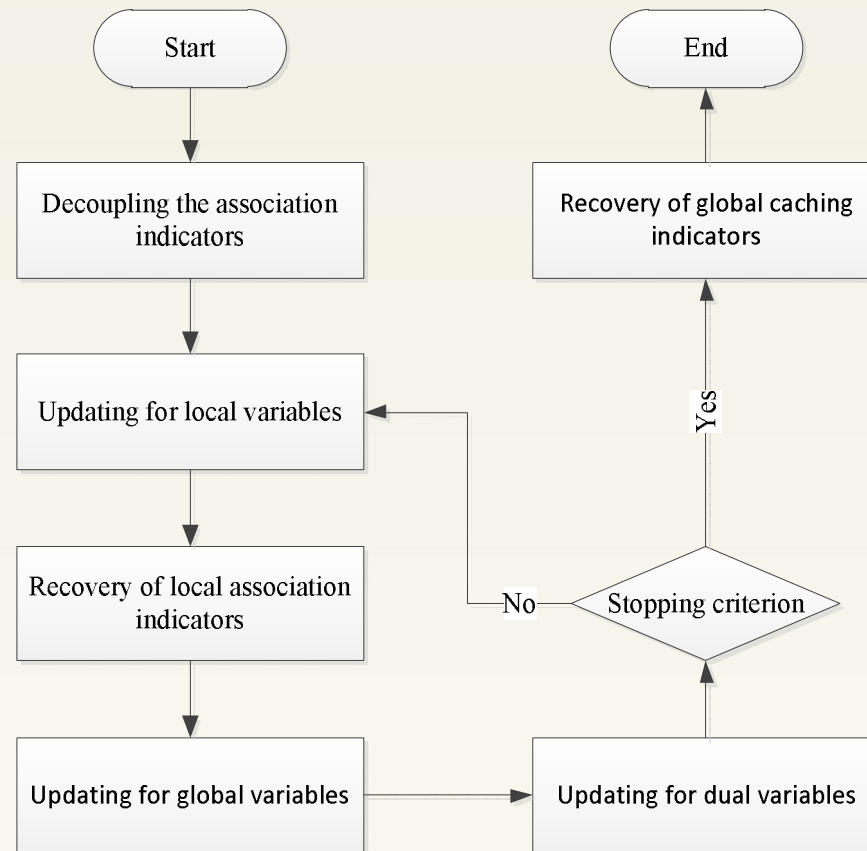 Start
Decoupling the association
indicators
Updating for local variables
Recovery of local association
indicators
Updating for global variables
Updating for dual variables
Stopping criterion
No
Yes
Recovery of global caching
indicators
End